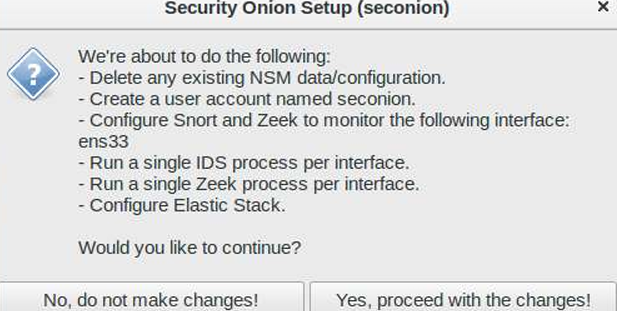 Security Onion Setup (seconion)
×
?
We're about to do the following:
- Delete any existing NSM data/configuration.
- Create a user account named seconion.
- Configure Snort and Zeek to monitor the following interface:
ens33
- Run a single IDS process per interface.
- Run a single Zeek process per interface.
- Configure Elastic Stack.
Would you like to continue?
No, do not make changes!
Yes, proceed with the changes!